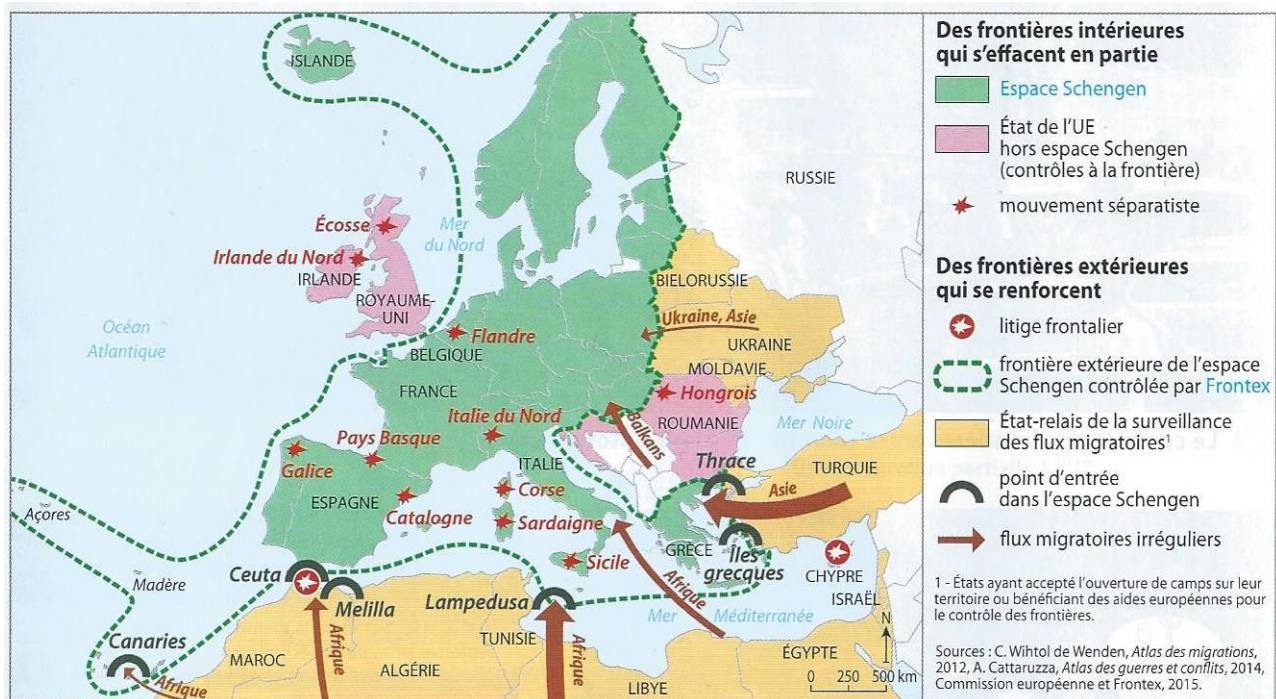 ISLANDE
RUSSIE
Écosse
Mer
du Nord
Irlande du Nord
IRLANDE
ROYAUME-
UNI
BIELORUSSIE
Océan
Atlantique
Flandre
BELGIQUE
Ukraine, Asie
UKRAINE
MOLDAVIE
FRANCE
Hongrois
Italie du Nord
ROUMANIE
Mer Noire
Pays Basque
Balkans
Galice
ITALIE
Thrace
TURQUIE
Corse
Asie
ESPAGNE
Açores
Catalogne
Sardaigne
GRÈCE
Îles
grecques
Sicile
CHYPRE
Ceuta
Madère
ISRAËL
Melilla
Lampedusa
Afrique
Mer Méditerranée
N
TUNISIE
Canaries
MAROC
Afrique
Afrique
Afrique
ALGÉRIE
LIBYE
ÉGYPTE
0 250 500 km
Des frontières intérieures
qui s'effacent en partie
Espace Schengen
État de l'UE
hors espace Schengen
(contrôles à la frontière)
mouvement séparatiste
Des frontières extérieures
qui se renforcent
litige frontalier
frontière extérieure de l'espace
Schengen contrôlée par Frontex
État-relais de la surveillance
des flux migratoires¹
point d'entrée
dans l'espace Schengen
flux migratoires irréguliers
1 - États ayant accepté l'ouverture de camps sur leur
territoire ou bénéficiant des aides européennes pour
le contrôle des frontières.
Sources : C. Wihtol de Wenden, Atlas des migrations,
2012, A. Cattaruzza, Atlas des guerres et conflits, 2014,
Commission européenne et Frontex, 2015.